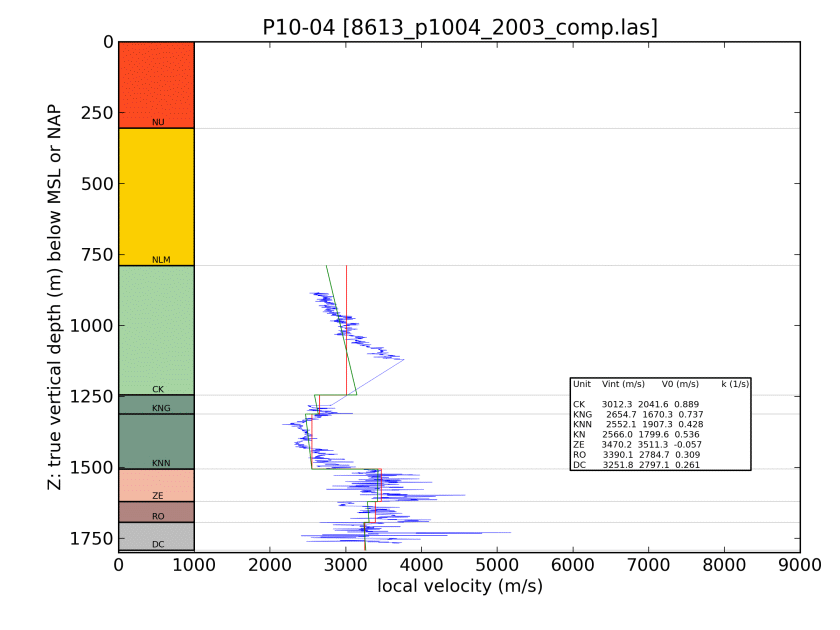 P10-04 [8613_p1004_2003_comp.las]
0
250
500
750
1000
1250
1500
1750
Z: true vertical depth (m) below MSL or NAP
NU
NLM
CK
KNG
KNN
ZE
RO
DC
Unit Vint (m/s) V0 (m/s) k (1/s)
CK 3012.3 2041.6 0.889
KNG 2654.7 1670.3 0.737
KNN 2552.1 1907.3 0.428
KN 2566.0 1799.6 0.536
ZE 3470.2 3511.3 -0.057
RO 3390.1 2784.7 0.309
DC 3251.8 2797.1 0.261
0 1000 2000 3000 4000 5000 6000 7000 8000 9000
local velocity (m/s)